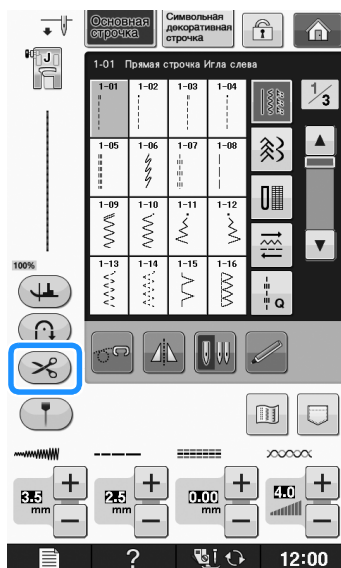 Основная
строчка
Символьная
декоративная
строчка
J
1-01 Прямая строчка Игла слева
1/3
1-01 1-02 1-03 1-04
1-05 1-06 1-07 1-08
1-09 1-10 1-11 1-12
1-13 1-14 1-15 1-16
Q
100%
3.5 mm
2.5 mm
0.00 mm
4.0
?
12:00